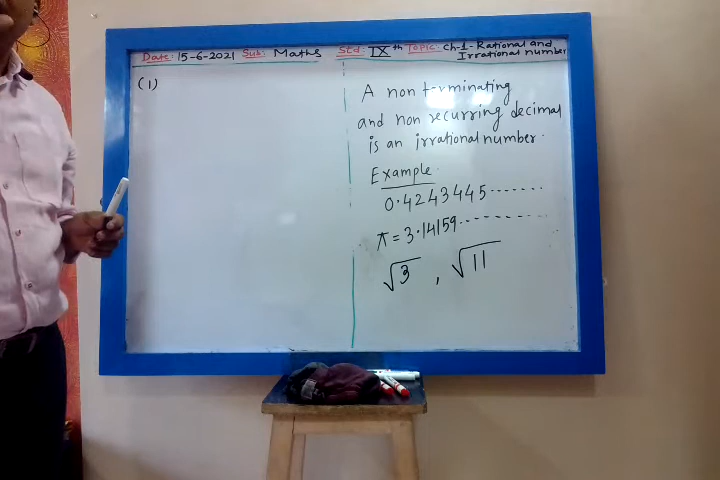 Date: 15-6-2021 Sub: Maths Std: IXth Topic: Ch-1- Rational and
Irrational number
(1)
A non terminating
and non recurring decimal
is an irrational number.
Example.
0.4243445.......
π = 3.14159..........
√3 , √11